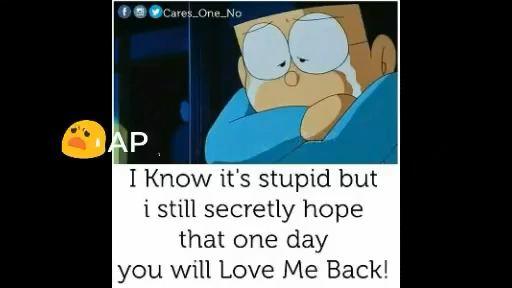 Cares_One_No
AP
I Know it's stupid but
i still secretly hope
that one day
you will Love Me Back!